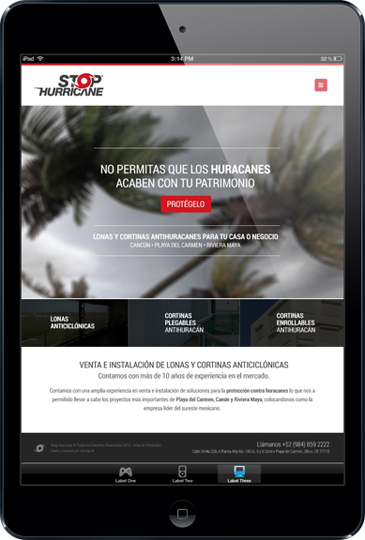 iPad
3:14 PM
32 %
STOP
HURRICANE
NO PERMITAS QUE LOS HURACANES
ACABEN CON TU PATRIMONIO
PROTÉGELO
LONAS Y CORTINAS ANTIHURACANES PARA TU CASA O NEGOCIO
CANCÚN • PLAYA DEL CARMEN • RIVIERA MAYA
LONAS
ANTICICLÓNICAS
CORTINAS
PLEGABLES
ANTIHURACÁN
CORTINAS
ENROLLABLES
ANTIHURACÁN
VENTA E INSTALACIÓN DE LONAS Y CORTINAS ANTICICLÓNICAS
Contamos con más de 10 años de experiencia en el mercado.
Contamos con una amplia experiencia en venta e instalación de soluciones para la protección contra huracanes lo que nos a
permitido llevar a cabo los proyectos más importantes de Playa del Carmen, Cancún y Riviera Maya, colocandonos como la
empresa líder del sureste mexicano.
Llámanos +52 (984) 859 2222
Label One
Label Two
Label Three